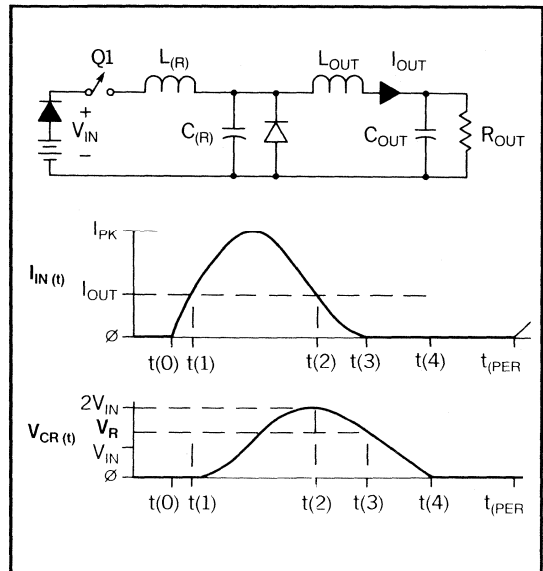 Q1 L(R) LOUT IOUT
+
VIN
–
C(R) COUT ROUT
IPK
IIN (t)
IOUT
Ø
t(0) t(1) t(2) t(3) t(4) t(PER
2VIN
VR
VCR (t)
VIN
Ø
t(0) t(1) t(2) t(3) t(4) t(PER